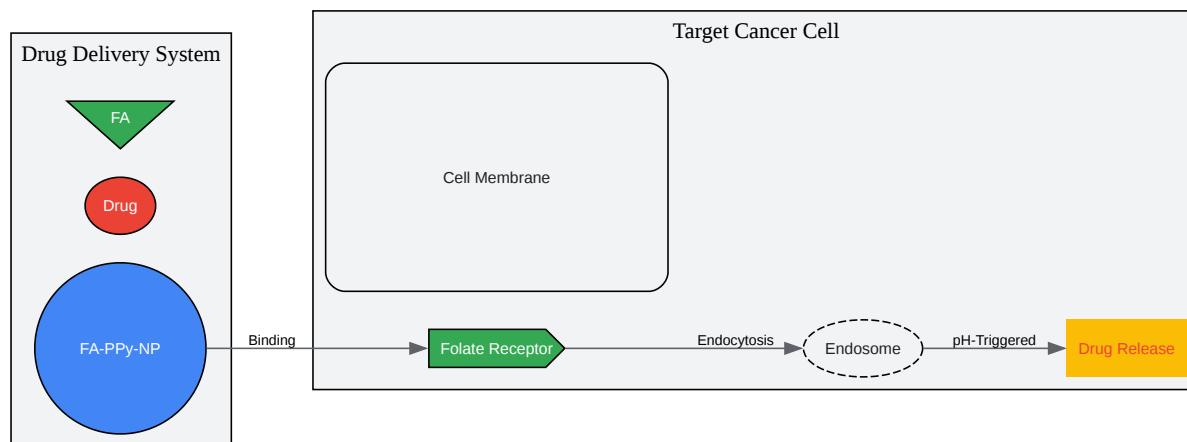 Drug Delivery System
FA
Drug
FA-PPy-NP
Binding
Target Cancer Cell
Cell Membrane
Folate Receptor
Endocytosis
Endosome
pH-Triggered
Drug Release